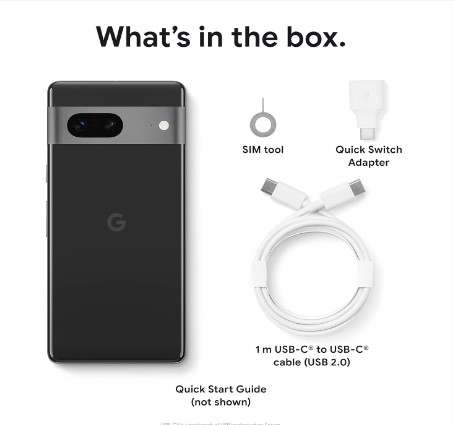 What's in the box.
SIM tool
Quick Switch
Adapter
G
1 m USB-C® to USB-C®
cable (USB 2.0)
Quick Start Guide
(not shown)